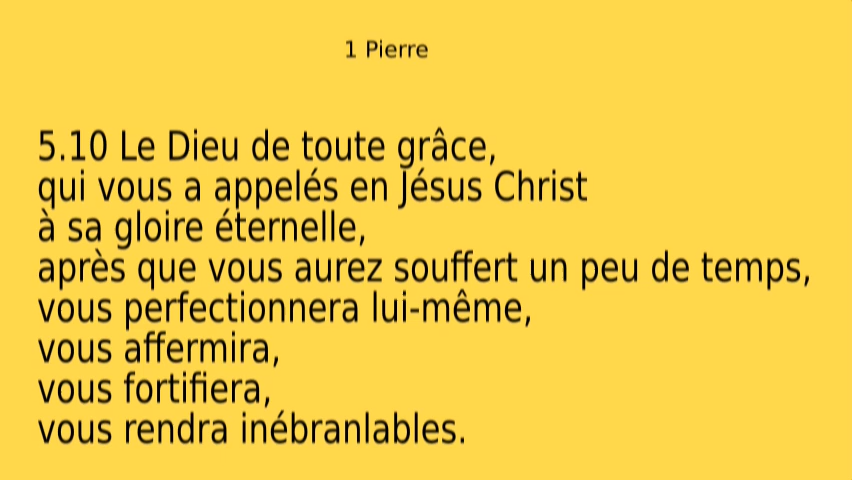 1 Pierre
5.10 Le Dieu de toute grâce,
qui vous a appelés en Jésus Christ
à sa gloire éternelle,
après que vous aurez souffert un peu de temps,
vous perfectionnera lui-même,
vous affermira,
vous fortifiera,
vous rendra inébranlables.